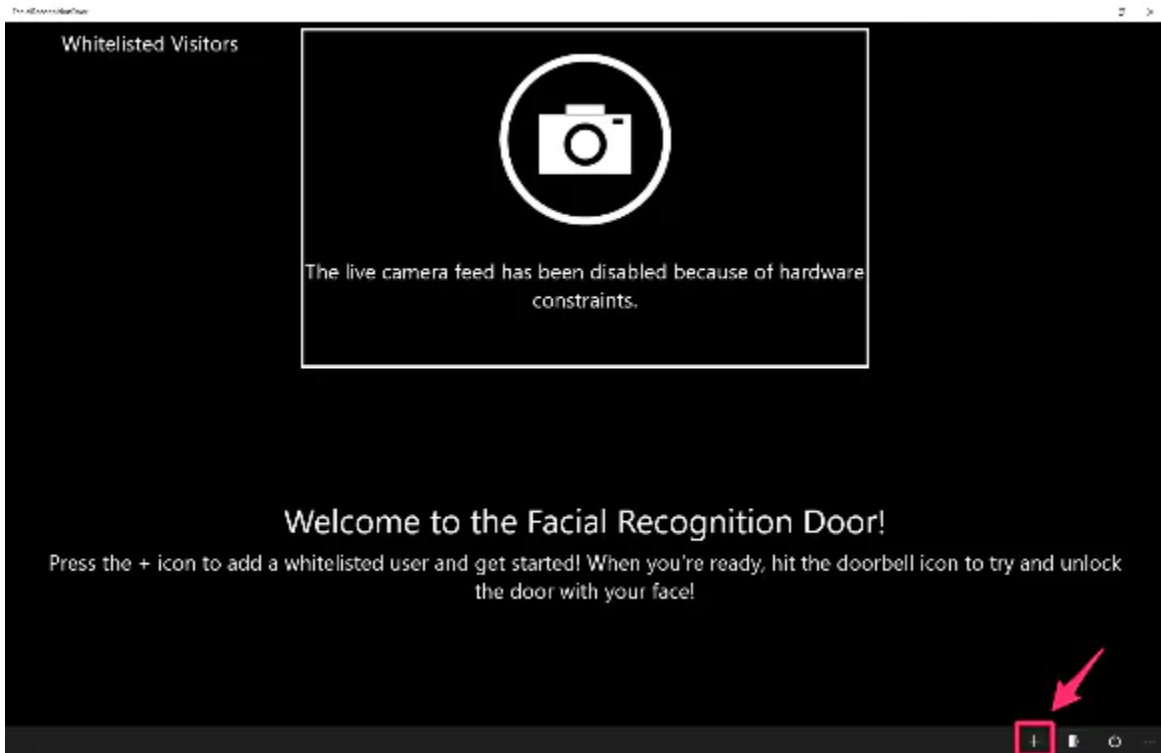 Whitelisted Visitors
The live camera feed has been disabled because of hardware
constraints.
Welcome to the Facial Recognition Door!
Press the + icon to add a whitelisted user and get started! When you're ready, hit the doorbell icon to try and unlock
the door with your face!